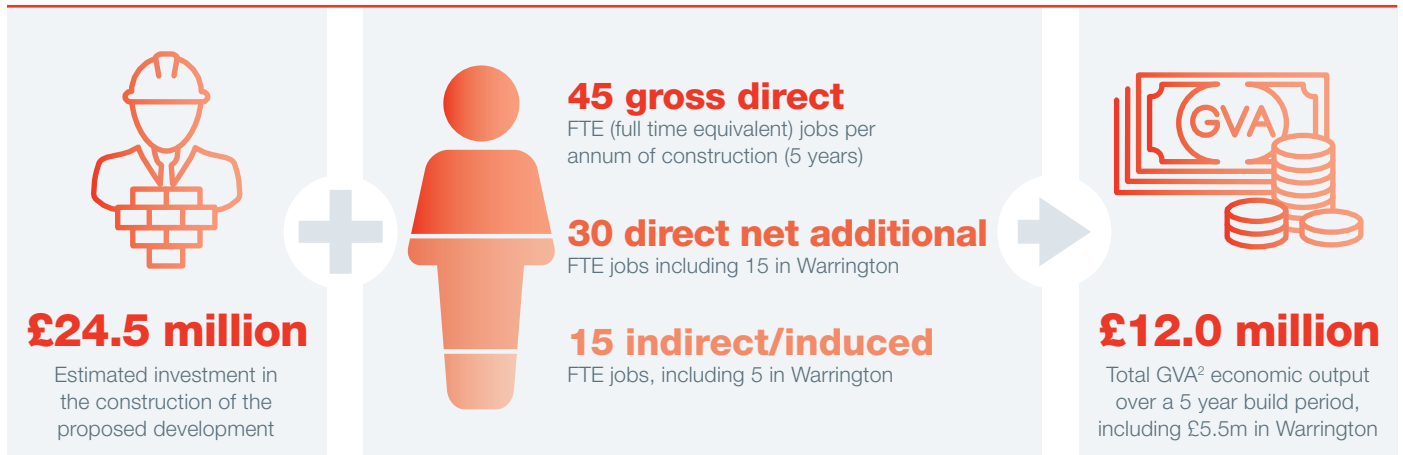 £24.5 million
Estimated investment in
the construction of the
proposed development
45 gross direct
FTE (full time equivalent) jobs per
annum of construction (5 years)
30 direct net additional
FTE jobs including 15 in Warrington
15 indirect/induced
FTE jobs, including 5 in Warrington
GVA
£12.0 million
Total GVA² economic output
over a 5 year build period,
including £5.5m in Warrington